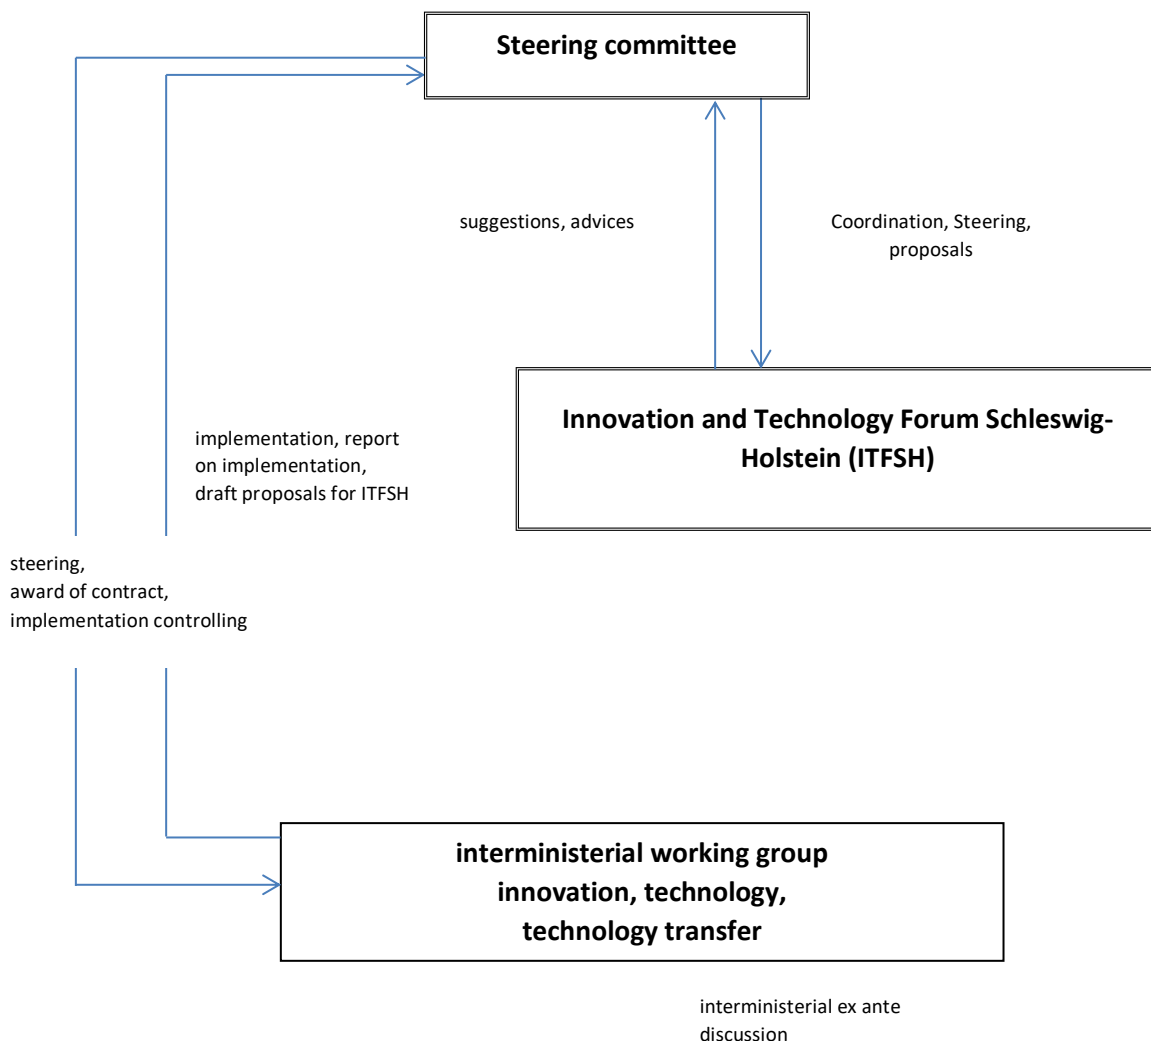 Steering committee
suggestions, advices
Coordination, Steering,
proposals
Innovation and Technology Forum Schleswig-
Holstein (ITFSH)
implementation, report
on implementation,
draft proposals for ITFSH
steering,
award of contract,
implementation controlling
interministerial working group
innovation, technology,
technology transfer
interministerial ex ante
discussion